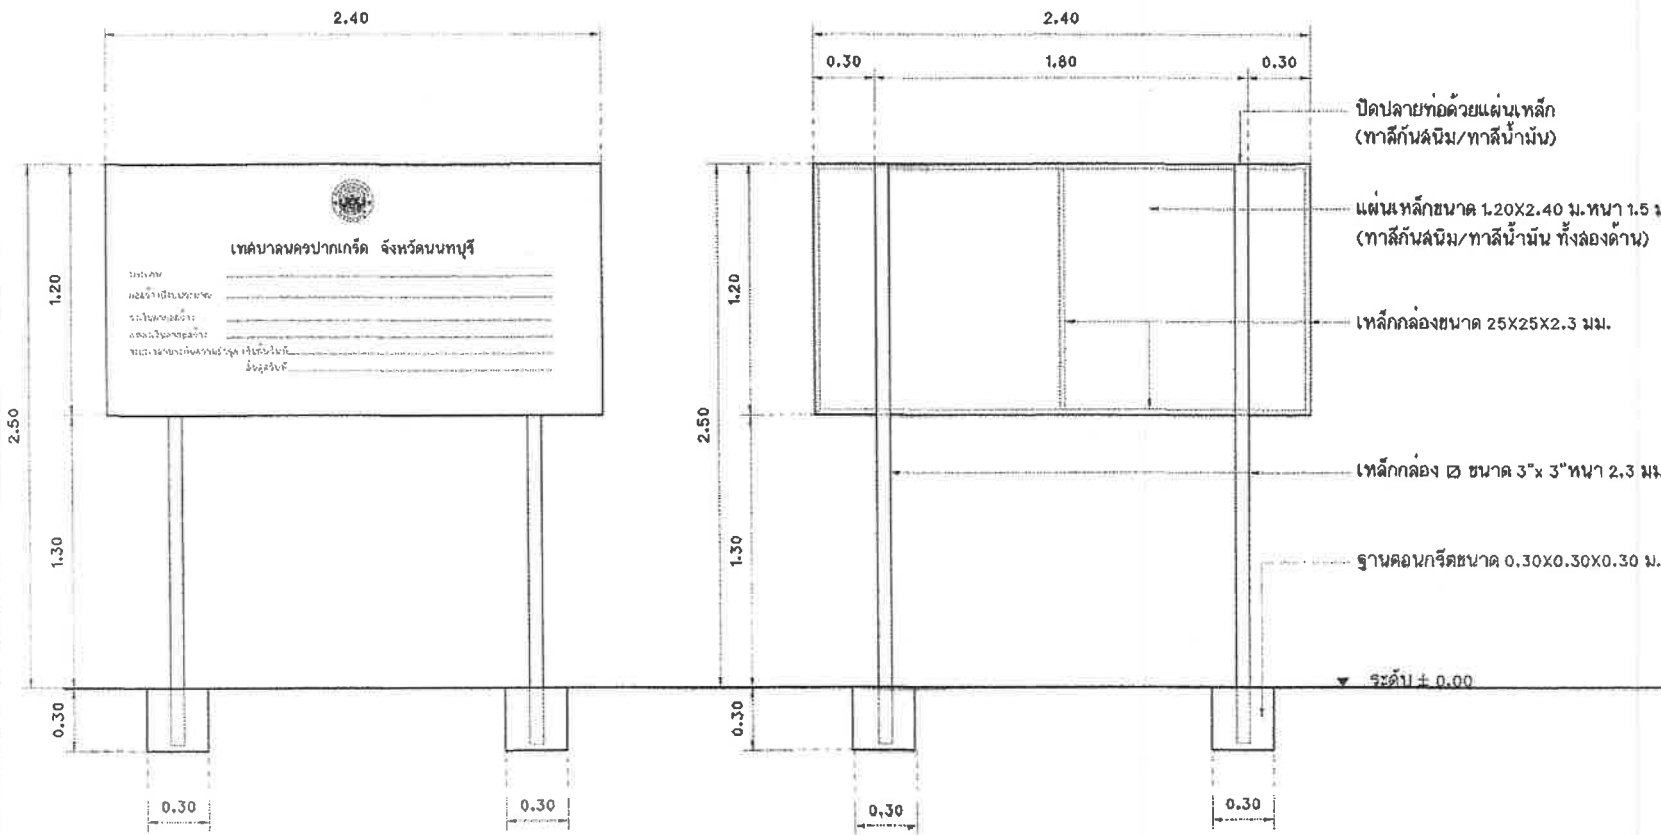 2.40
2.40
0.30
1.80
0.30
ปิดปลายท่อด้วยแผ่นเหล็ก
(ทาสีกันสนิม/ทาสีน้ำมัน)
แผ่นเหล็กขนาด 1.20X2.40 ม.หนา 1.5 ม
(ทาสีกันสนิม/ทาสีน้ำมัน ทั้งสองด้าน)
เทศบาลนครปากเกร็ด จังหวัดนนทบุรี
สิ้นสุดวันที่
1.20
1.20
เหล็กกล่องขนาด 25X25X2.3 มม.
2.50
2.50
เหล็กกล่อง ขนาด 3"x 3"หนา 2.3 มม
1.30
1.30
ฐานคอนกรีตขนาด 0.30X0.30X0.30 ม.
ระดับ ± 0.00
0.30
0.30
0.30
0.30
0.30
0.30